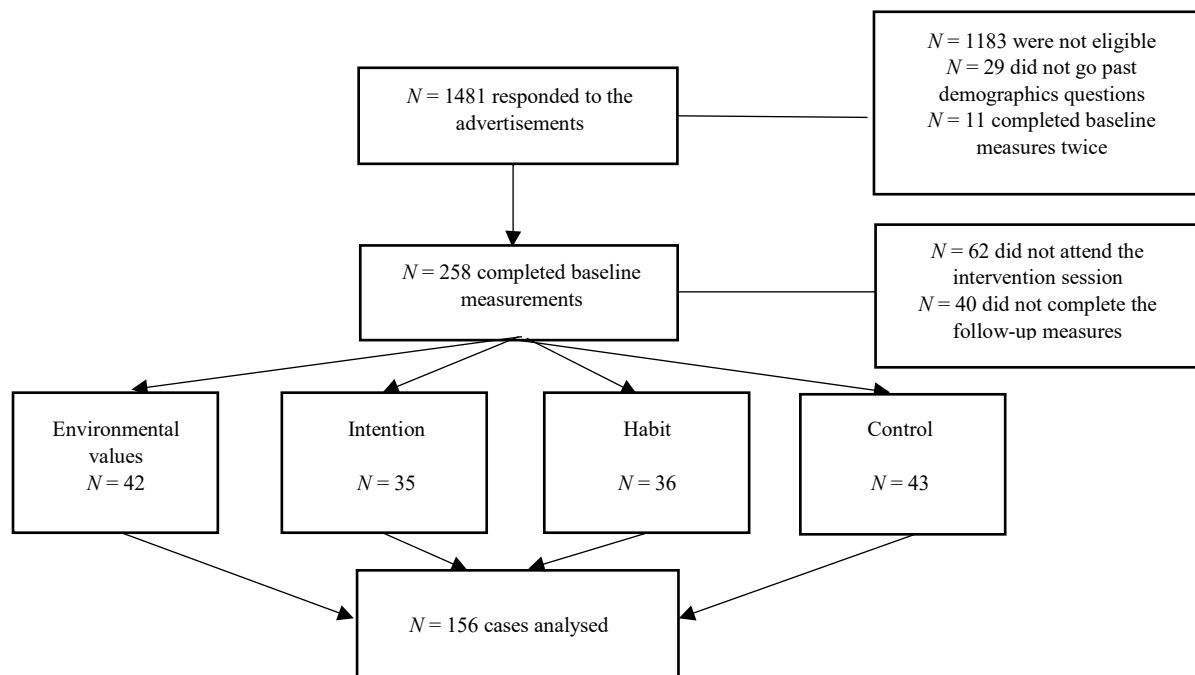 N = 1183 were not eligible
N = 29 did not go past
demographics questions
N = 11 completed baseline
measures twice
N = 1481 responded to the
advertisements
N = 258 completed baseline
measurements
N = 62 did not attend the
intervention session
N = 40 did not complete the
follow-up measures
Environmental
values
N = 42
Intention
N = 35
Habit
N = 36
Control
N = 43
N = 156 cases analysed